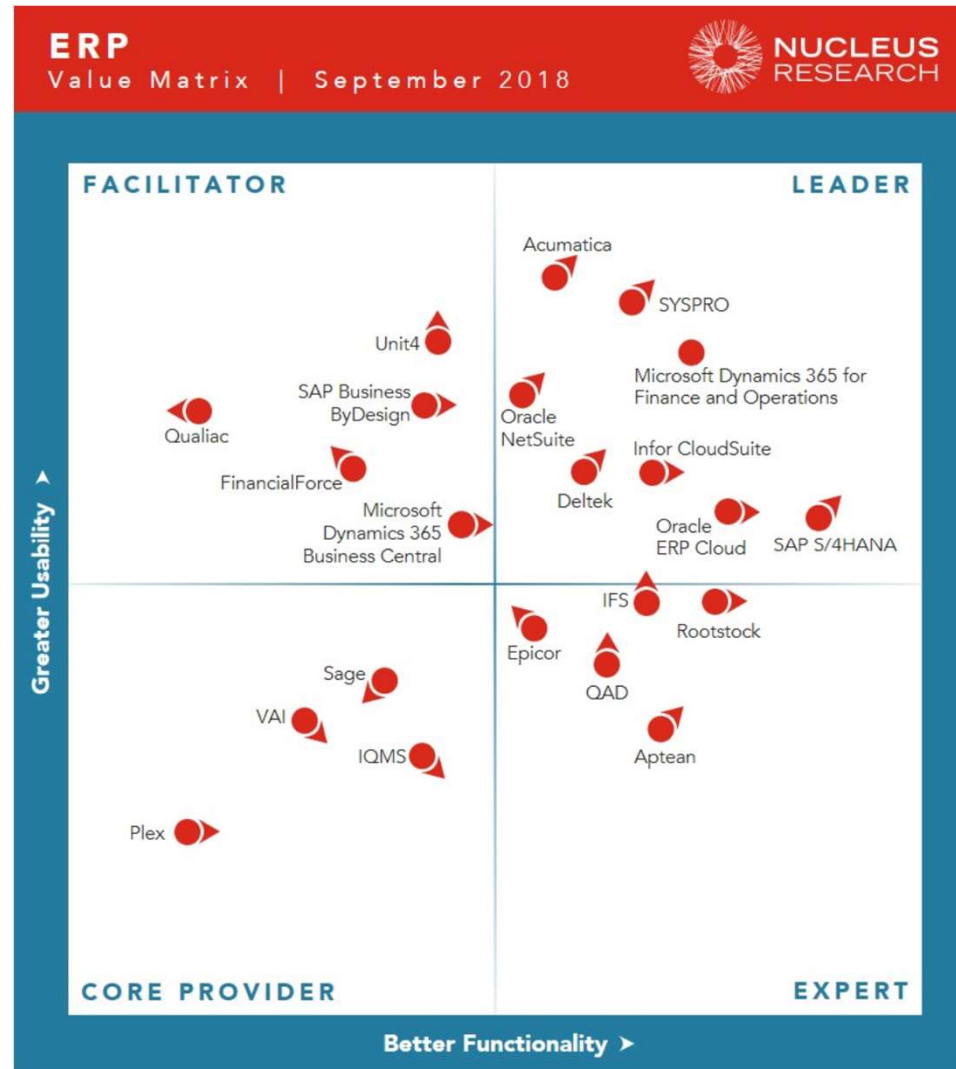 ERP
Value Matrix | September 2018
NUCLEUS
RESEARCH
FACILITATOR
LEADER
Acumatica
SYSPRO
Unit4
Microsoft Dynamics 365 for
Finance and Operations
SAP Business
ByDesign
Oracle
NetSuite
Qualiac
Infor CloudSuite
FinancialForce
Deltek
Microsoft
Dynamics 365
Business Central
Oracle
ERP Cloud
SAP S/4HANA
IFS
Rootstock
Epicor
QAD
Sage
VAI
IQMS
Aptean
Plex
CORE PROVIDER
EXPERT
Greater Usability ➤
Better Functionality ➤